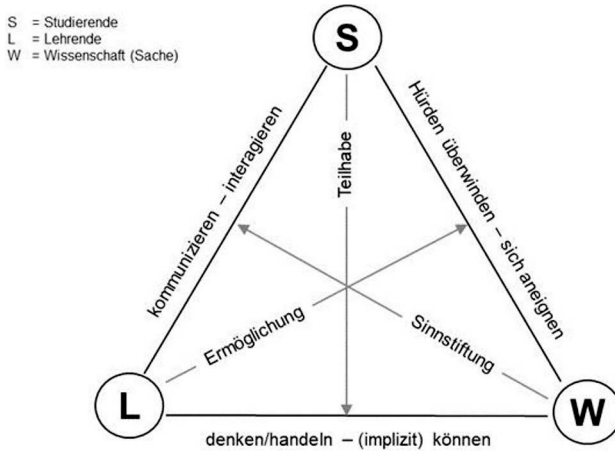 S = Studierende
L = Lehrende
W = Wissenschaft (Sache)
S
kommunizieren – interagieren
Teilhabe
Hürden überwinden – sich aneignen
Ermöglichung
Sinnstiftung
L
W
denken/handeln – (implizit) können